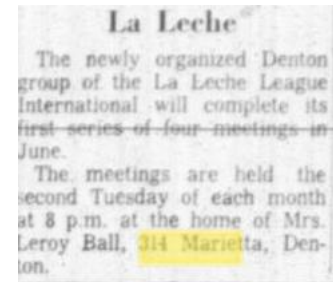 La Leche
The newly organized Denton
group of the La Leche League
International will complete its
first series of four meetings in
June.
The meetings are held the
second Tuesday of each month
at 8 p.m. at the home of Mrs.
Leroy Ball, 314 Marietta, Den-
ton.